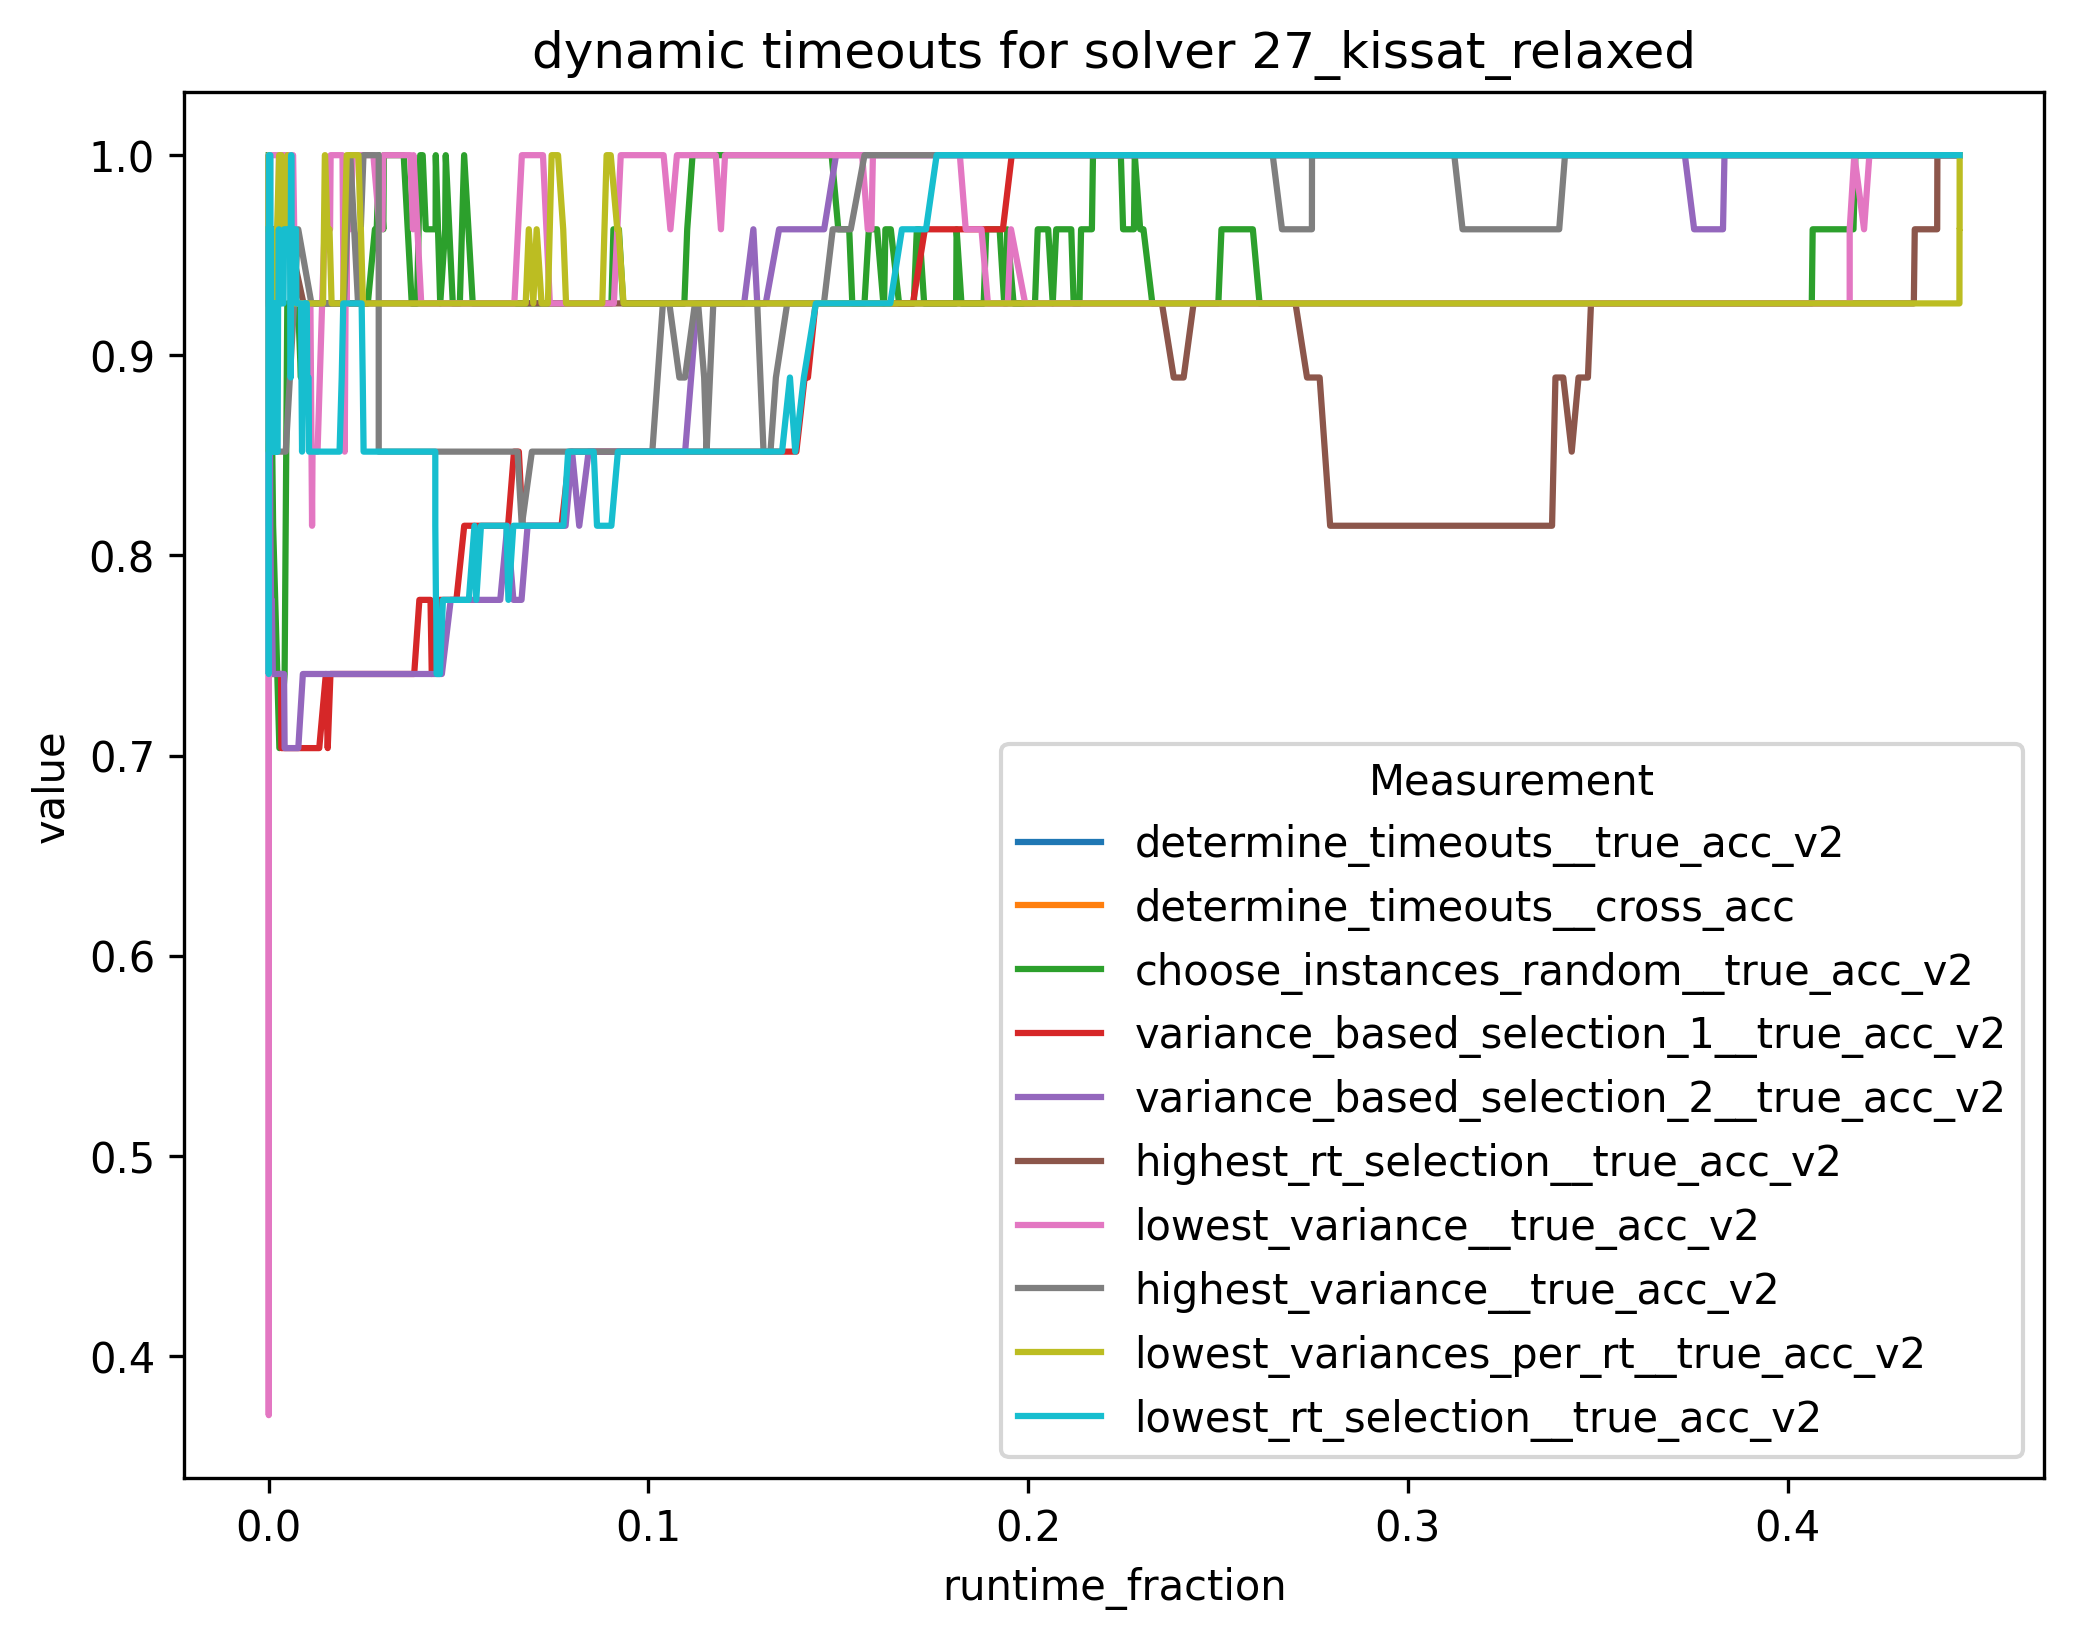 dynamic timeouts for solver 27_kissat_relaxed
value
1.0
0.9
0.8
0.7
0.6
0.5
0.4
Measurement
determine_timeouts__true_acc_v2
determine_timeouts__cross_acc
choose_instances_random__true_acc_v2
variance_based_selection_1__true_acc_v2
variance_based_selection_2__true_acc_v2
highest_rt_selection__true_acc_v2
lowest_variance__true_acc_v2
highest_variance__true_acc_v2
lowest_variances_per_rt__true_acc_v2
lowest_rt_selection__true_acc_v2
0.0 0.1 0.2 0.3 0.4
runtime_fraction